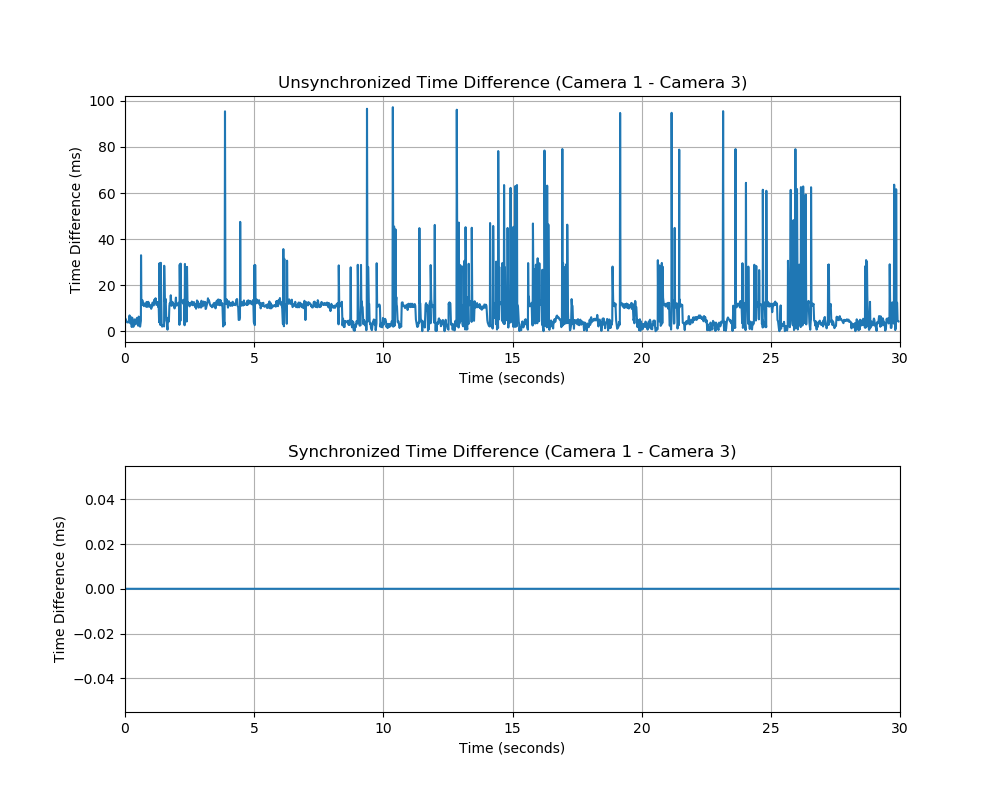 Unsynchronized Time Difference (Camera 1 - Camera 3)
100
80
60
40
20
0
Time Difference (ms)
0 5 10 15 20 25 30
Time (seconds)
Synchronized Time Difference (Camera 1 - Camera 3)
0.04
0.02
0.00
−0.02
−0.04
Time Difference (ms)
0 5 10 15 20 25 30
Time (seconds)